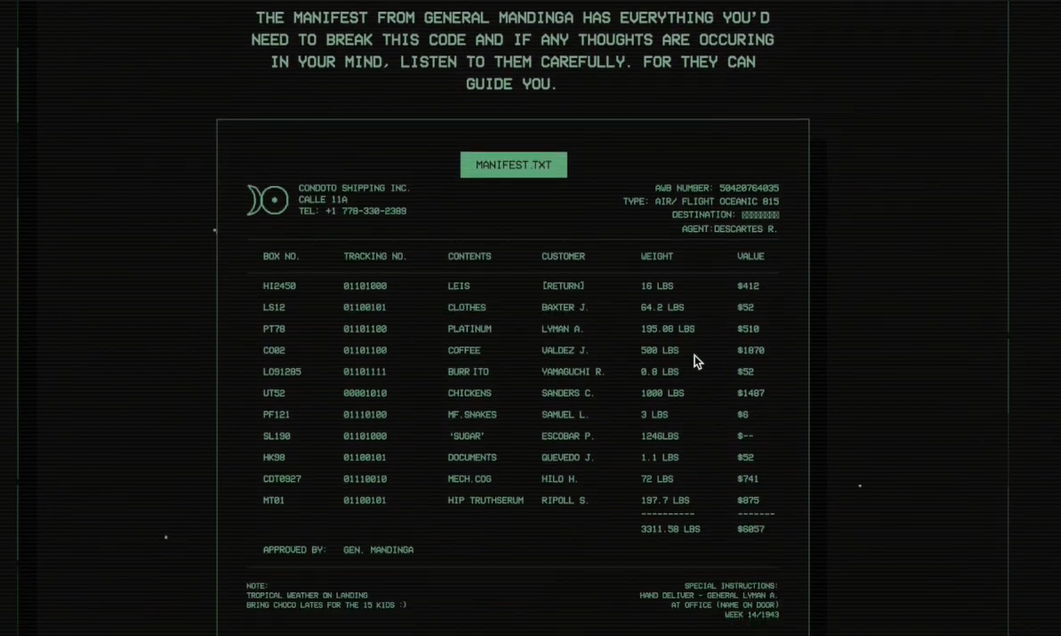 THE MANIFEST FROM GENERAL MANDINGA HAS EVERYTHING YOU'D
NEED TO BREAK THIS CODE AND IF ANY THOUGHTS ARE OCCURING
IN YOUR MIND, LISTEN TO THEM CAREFULLY. FOR THEY CAN
GUIDE YOU.
MANIFEST.TXT
CONDOTO SHIPPING INC.
CALLE 11A
TEL: +1 778-330-2389
AWB NUMBER: 50420764035
TYPE: AIR/ FLIGHT OCEANIC 815
DESTINATION: ▒▒▒▒▒▒▒
AGENT:DESCARTES R.
BOX NO. TRACKING NO. CONTENTS CUSTOMER WEIGHT VALUE
HI2450 01101000 LEIS [RETURN] 16 LBS $412
LS12 01100101 CLOTHES BAXTER J. 64.2 LBS $52
PT78 01101100 PLATINUM LYMAN A. 195.08 LBS $510
CO02 01101100 COFFEE VALDEZ J. 500 LBS $1870
LO91285 01101111 BURRITO YAMAGUCHI R. 0.8 LBS $52
UT52 00001010 CHICKENS SANDERS C. 1000 LBS $1487
PF121 01110100 MF.SNAKES SAMUEL L. 3 LBS $6
SL190 01101000 'SUGAR' ESCOBAR P. 1246LBS $--
HK98 01100101 DOCUMENTS QUEVEDO J. 1.1 LBS $52
CDT0927 01110010 MECH.COG HILO H. 72 LBS $741
MT01 01100101 HIP TRUTHSERUM RIPOLL S. 197.7 LBS $875
---------- -------
3311.58 LBS $6057
APPROVED BY: GEN. MANDINGA
NOTE:
TROPICAL WEATHER ON LANDING
BRING CHOCO LATES FOR THE 15 KIDS :)
SPECIAL INSTRUCTIONS:
HAND DELIVER - GENERAL LYMAN A.
AT OFFICE (NAME ON DOOR)
WEEK 14/1943